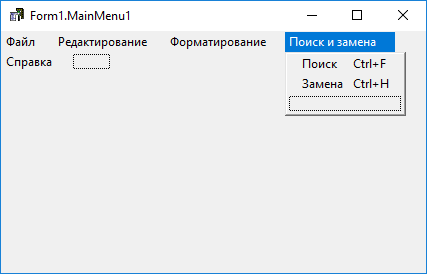 Form1.MainMenu1
Файл Редактирование Форматирование Поиск и замена
Справка
Поиск Ctrl+F
Замена Ctrl+H